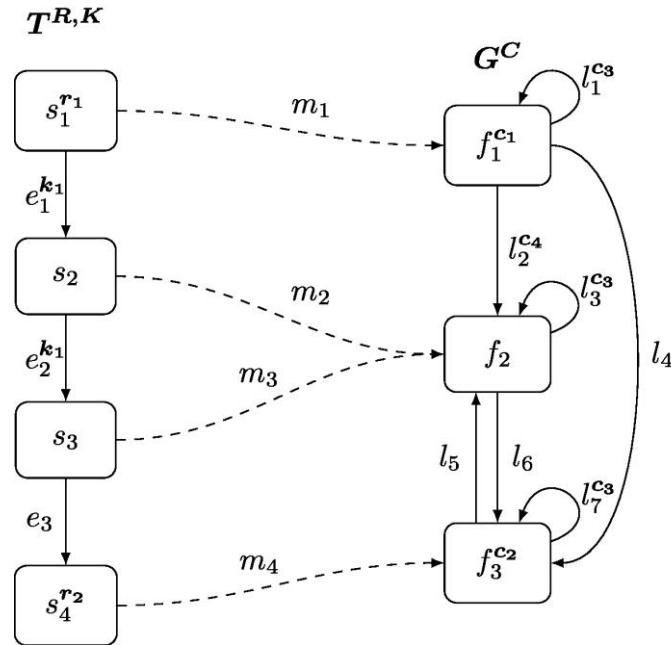 T^{R,K}
G^C
s_1^{r_1}
m_1
f_1^{c_1}
l_1^{c_3}
e_1^{k_1}
l_2^{c_4}
s_2
m_2
l_3^{c_3}
f_2
l_4
e_2^{k_1}
m_3
s_3
l_5
l_6
l_7^{c_3}
e_3
m_4
f_3^{c_2}
s_4^{r_2}